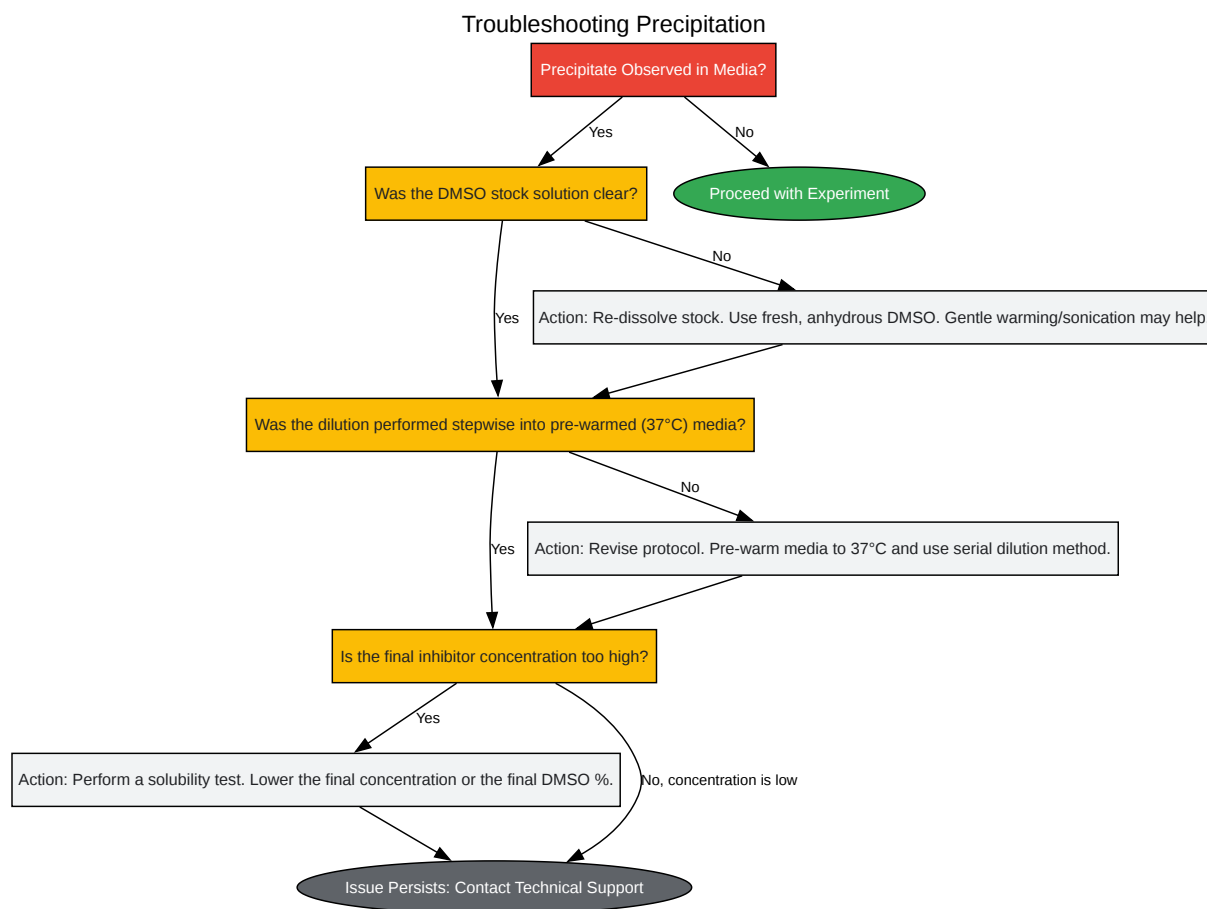 Troubleshooting Precipitation
Precipitate Observed in Media?
Yes
No
Was the DMSO stock solution clear?
Proceed with Experiment
No
Yes
Action: Re-dissolve stock. Use fresh, anhydrous DMSO. Gentle warming/sonication may help.
Was the dilution performed stepwise into pre-warmed (37°C) media?
No
Yes
Action: Revise protocol. Pre-warm media to 37°C and use serial dilution method.
Is the final inhibitor concentration too high?
Yes
Action: Perform a solubility test. Lower the final concentration or the final DMSO %.
No, concentration is low
Issue Persists: Contact Technical Support